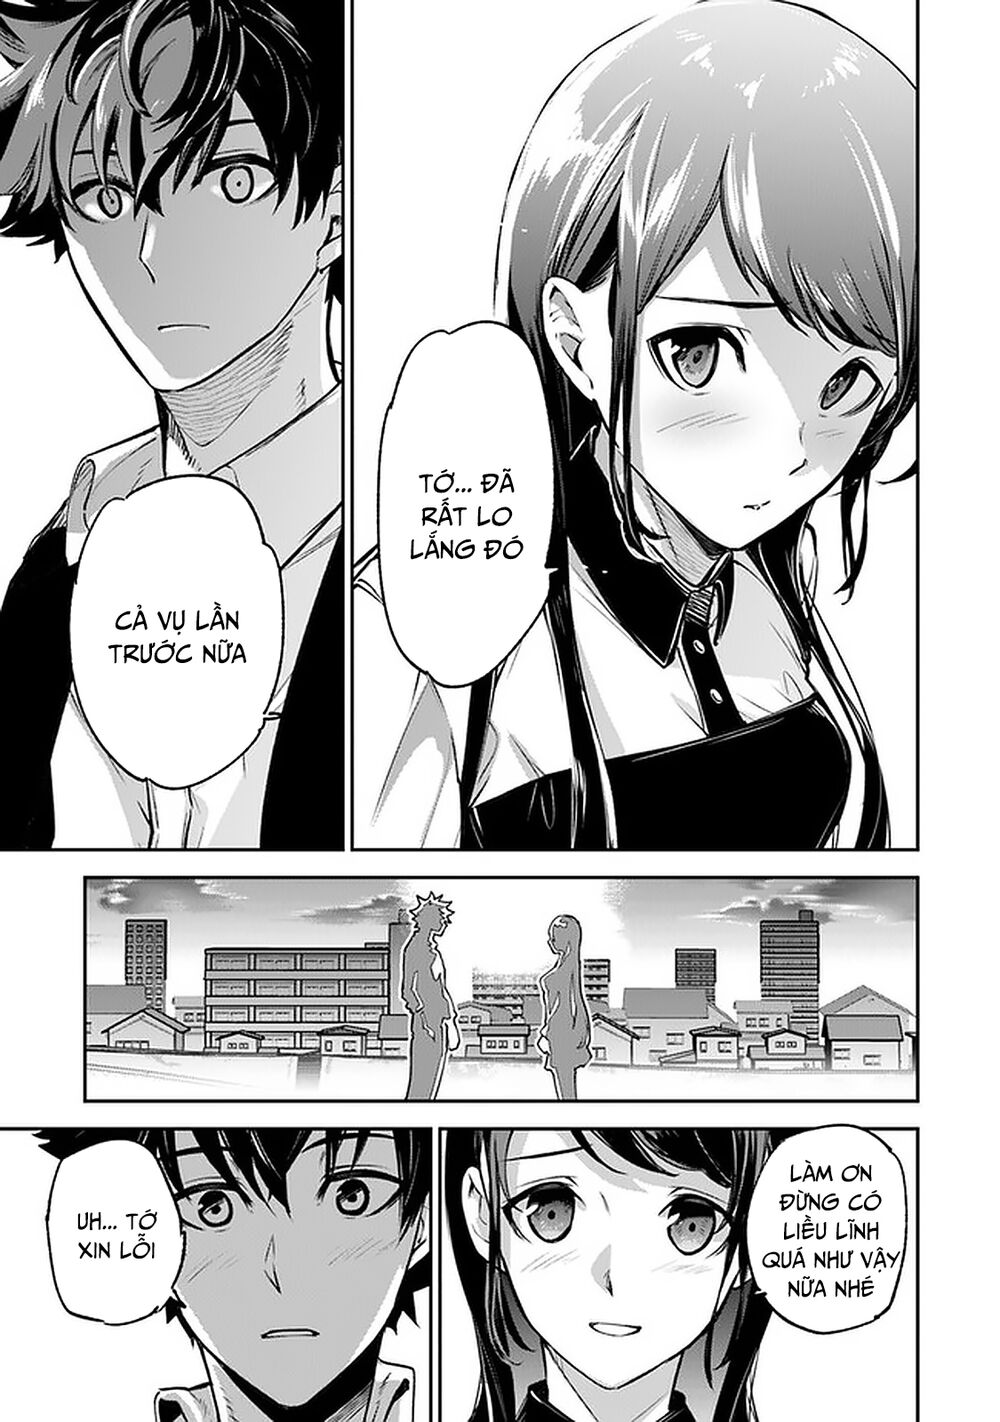 TỚ... ĐÃ
RẤT LO
LẮNG ĐÓ
CẢ VỤ LẦN
TRƯỚC NỮA
LÀM ƠN
ĐỪNG CÓ
LIỀU LĨNH
QUÁ NHƯ VẬY
NỮA NHÉ
UH... TỚ
XIN LỖI